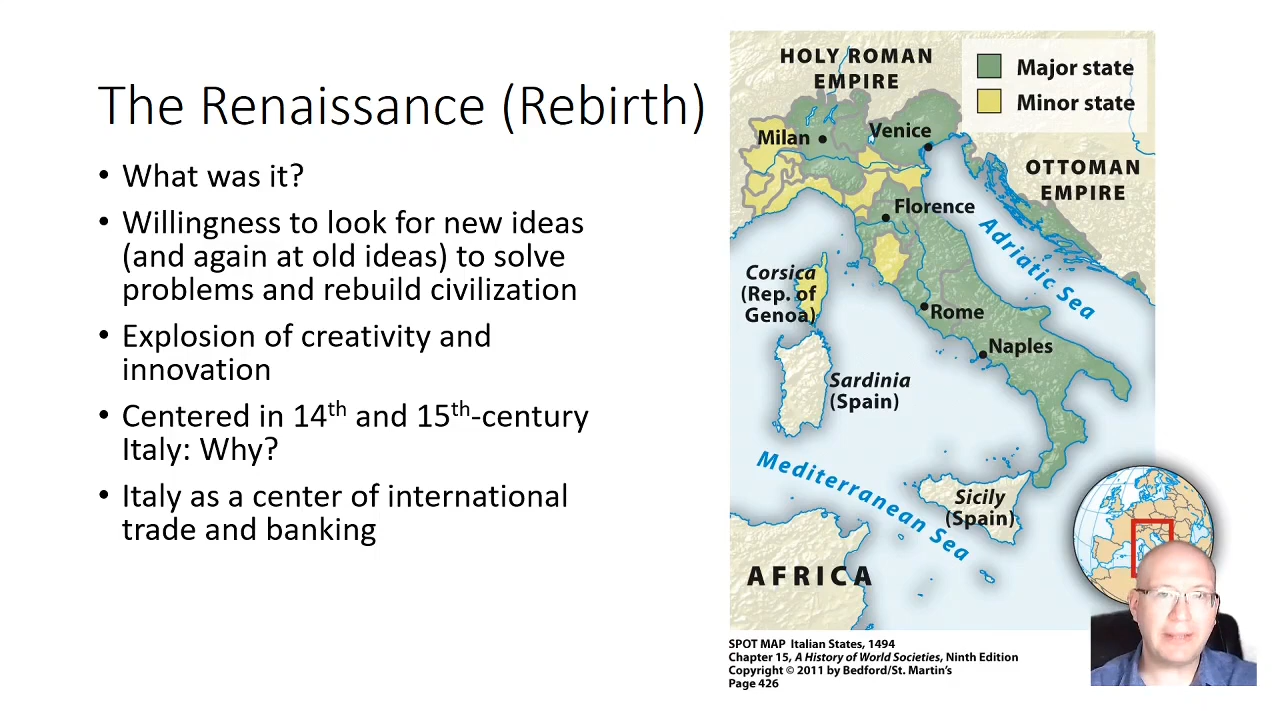 The Renaissance (Rebirth)
• What was it?
• Willingness to look for new ideas
(and again at old ideas) to solve
problems and rebuild civilization
• Explosion of creativity and
innovation
• Centered in 14th and 15th-century
Italy: Why?
• Italy as a center of international
trade and banking
HOLY ROMAN
EMPIRE
Major state
Minor state
Milan
Venice
OTTOMAN
EMPIRE
Florence
Adriatic Sea
Corsica
(Rep. of
Genoa)
Rome
Naples
Sardinia
(Spain)
Mediterranean Sea
Sicily
(Spain)
AFRICA
SPOT MAP Italian States, 1494
Chapter 15, A History of World Societies, Ninth Edition
Copyright © 2011 by Bedford/St. Martin's
Page 426